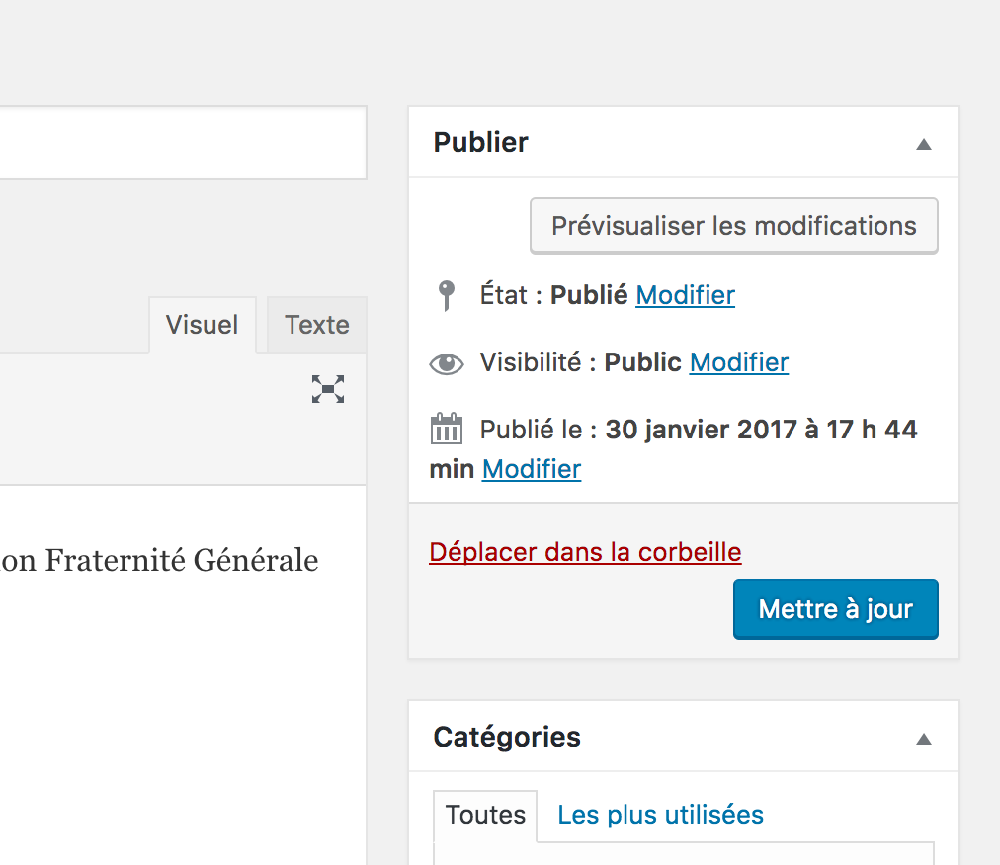 Publier
Prévisualiser les modifications
État : Publié Modifier
Visuel Texte
Visibilité : Public Modifier
Publié le : 30 janvier 2017 à 17 h 44
min Modifier
on Fraternité Générale
Déplacer dans la corbeille
Mettre à jour
Catégories
Toutes Les plus utilisées